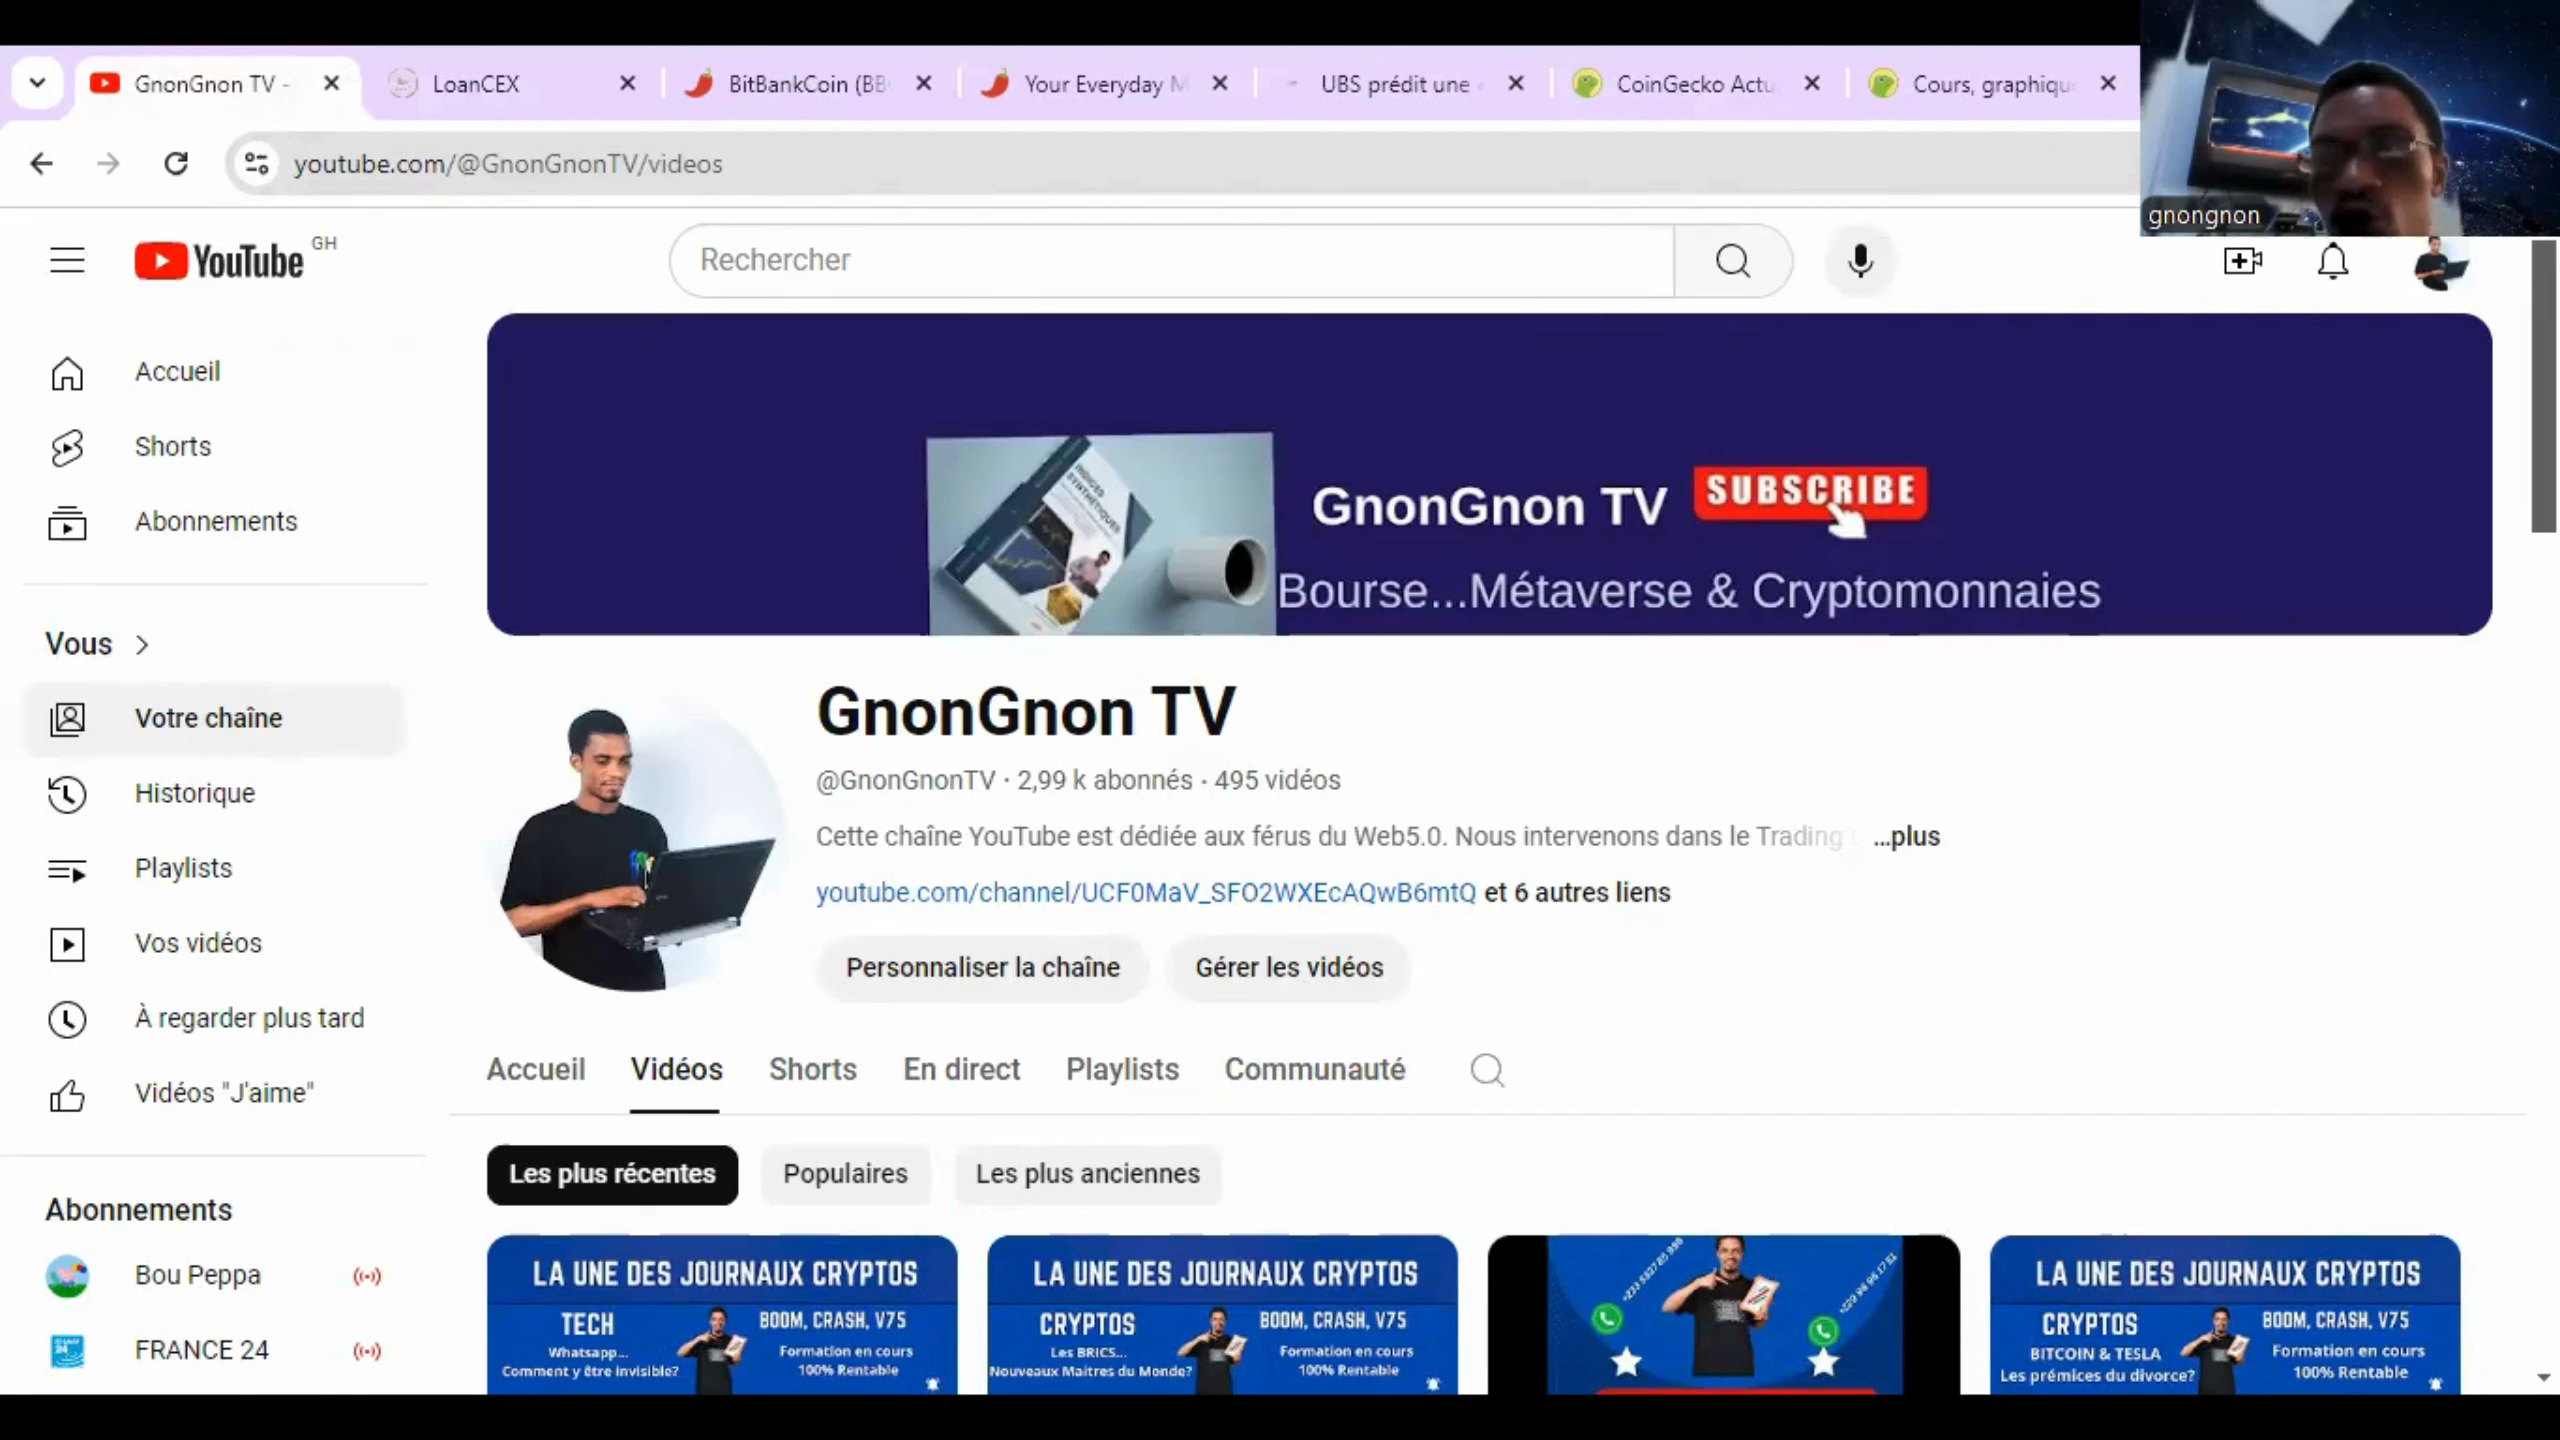 GnonGnon TV -
LoanCEX
BitBankCoin (BB
Your Everyday M
UBS prédit une
CoinGecko Actu
Cours, graphiqu
youtube.com/@GnonGnonTV/videos
gnongnon
YouTube GH
Rechercher
Accueil
Shorts
Abonnements
Vous
Votre chaîne
Historique
Playlists
Vos vidéos
À regarder plus tard
Vidéos "J'aime"
Abonnements
Bou Peppa
FRANCE 24
INDICES
SYNTHÉTIQUES
GnonGnon TV SUBSCRIBE
Bourse...Métaverse & Cryptomonnaies
GnonGnon TV
@GnonGnonTV · 2,99 k abonnés · 495 vidéos
Cette chaîne YouTube est dédiée aux férus du Web5.0. Nous intervenons dans le Trading ...plus
youtube.com/channel/UCF0MaV_SFO2WXEcAQwB6mtQ et 6 autres liens
Personnaliser la chaîne Gérer les vidéos
Accueil Vidéos Shorts En direct Playlists Communauté
Les plus récentes Populaires Les plus anciennes
LA UNE DES JOURNAUX CRYPTOS
TECH
Whatsapp...
Comment y être invisible?
BOOM, CRASH, V75
Formation en cours
100% Rentable
LA UNE DES JOURNAUX CRYPTOS
CRYPTOS
Les BRICS...
Nouveaux Maitres du Monde?
BOOM, CRASH, V75
Formation en cours
100% Rentable
LA UNE DES JOURNAUX CRYPTOS
CRYPTOS
BITCOIN & TESLA
Les prémices du divorce?
BOOM, CRASH, V75
Formation en cours
100% Rentable